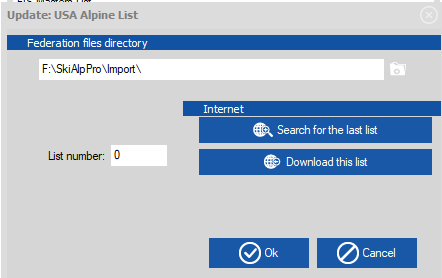 Update: USA Alpine List
Federation files directory
F:\SkiAlpPro\Import\
Internet
Search for the last list
List number: 0
Download this list
Ok
Cancel